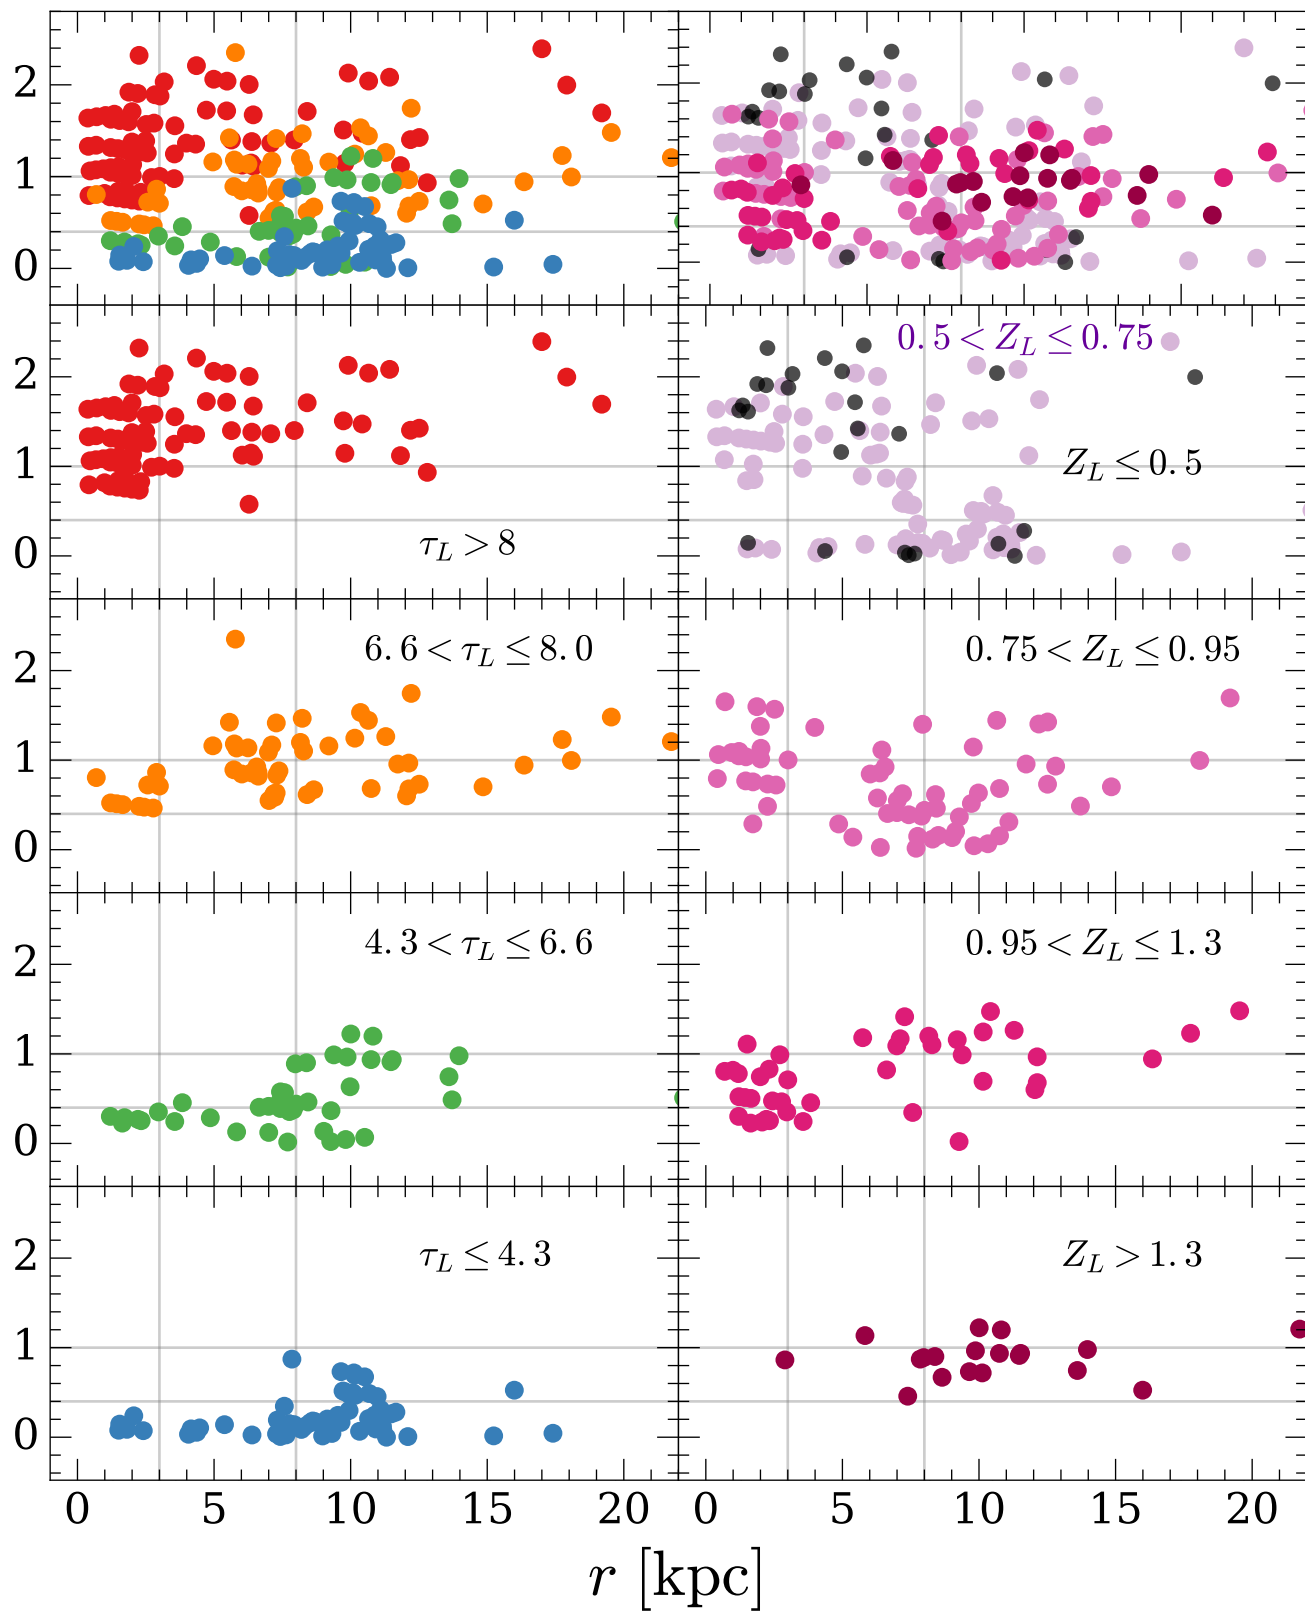 2
1
0
0.5 < Z_L ≤ 0.75
2
1
0
τ_L > 8
Z_L ≤ 0.5
6.6 < τ_L ≤ 8.0
0.75 < Z_L ≤ 0.95
2
1
0
4.3 < τ_L ≤ 6.6
0.95 < Z_L ≤ 1.3
2
1
0
τ_L ≤ 4.3
Z_L > 1.3
2
1
0
0 5 10 15 20 0 5 10 15 20
r [kpc]